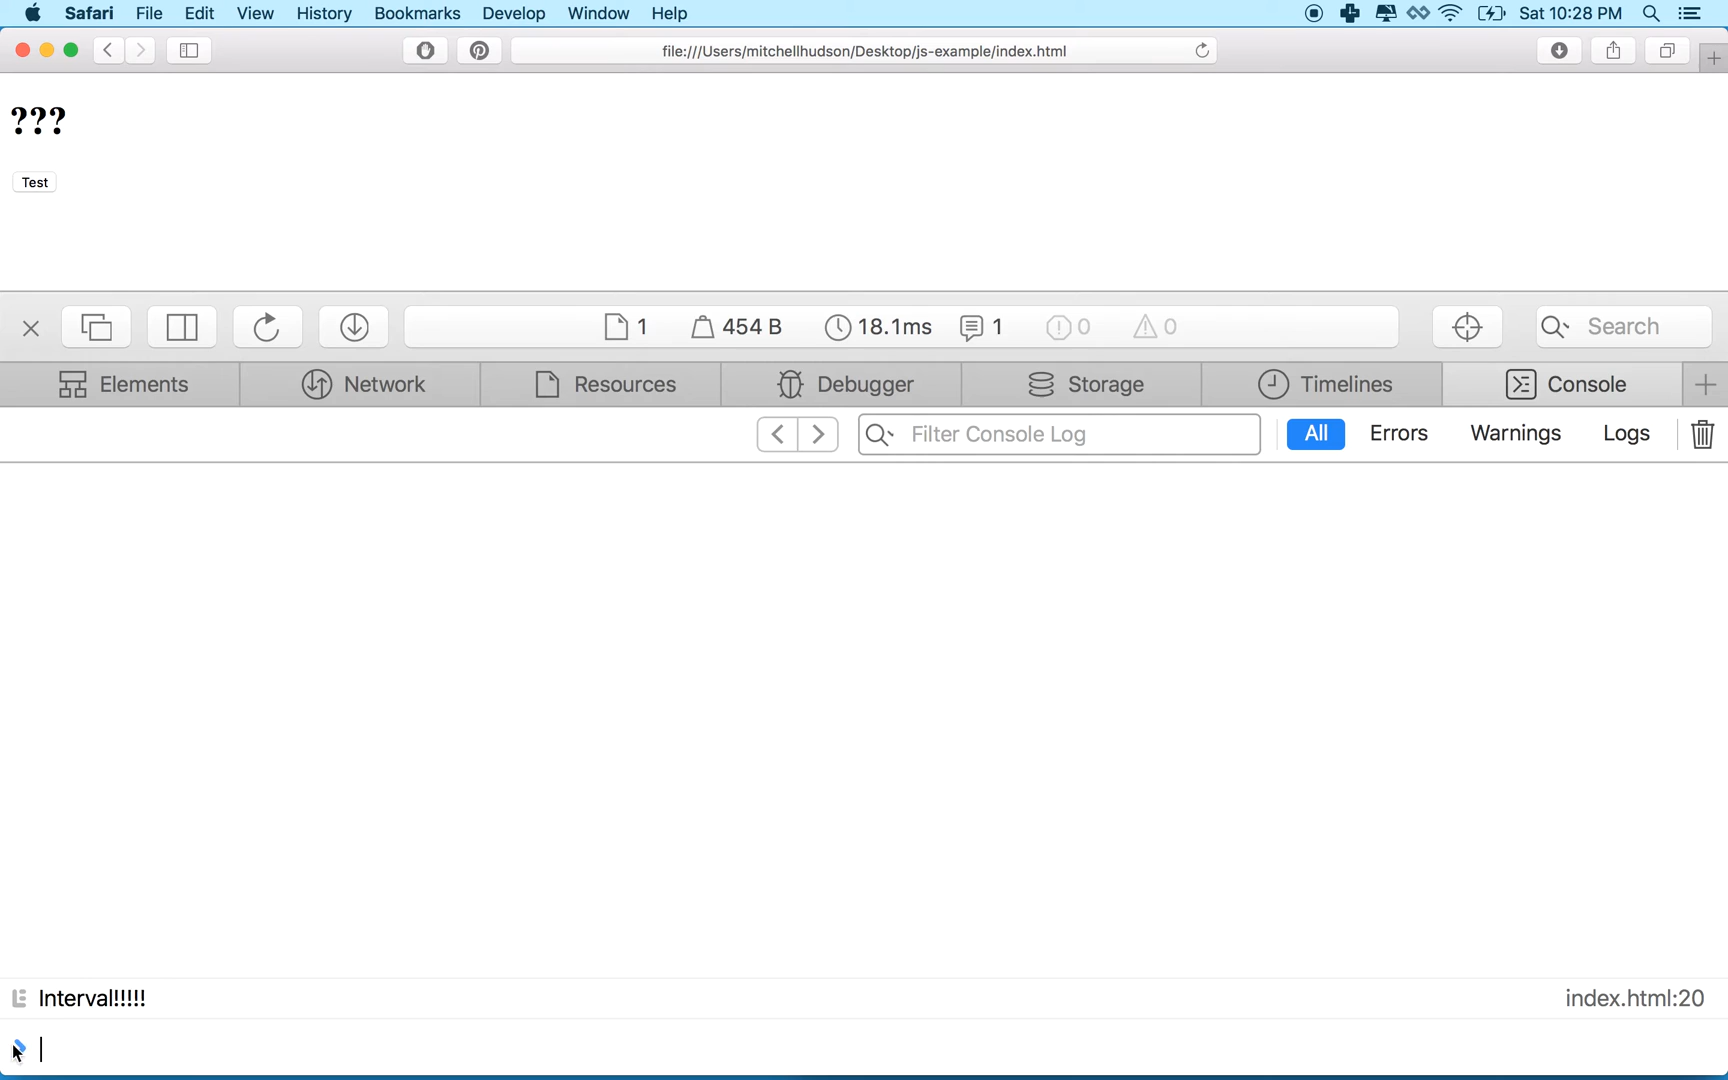 Safari File Edit View History Bookmarks Develop Window Help Sat 10:28 PM
file:///Users/mitchellhudson/Desktop/js-example/index.html
???
Test
1 454 B 18.1ms 1 0 0 Search
Elements Network Resources Debugger Storage Timelines Console
Filter Console Log All Errors Warnings Logs
Interval!!!!! index.html:20